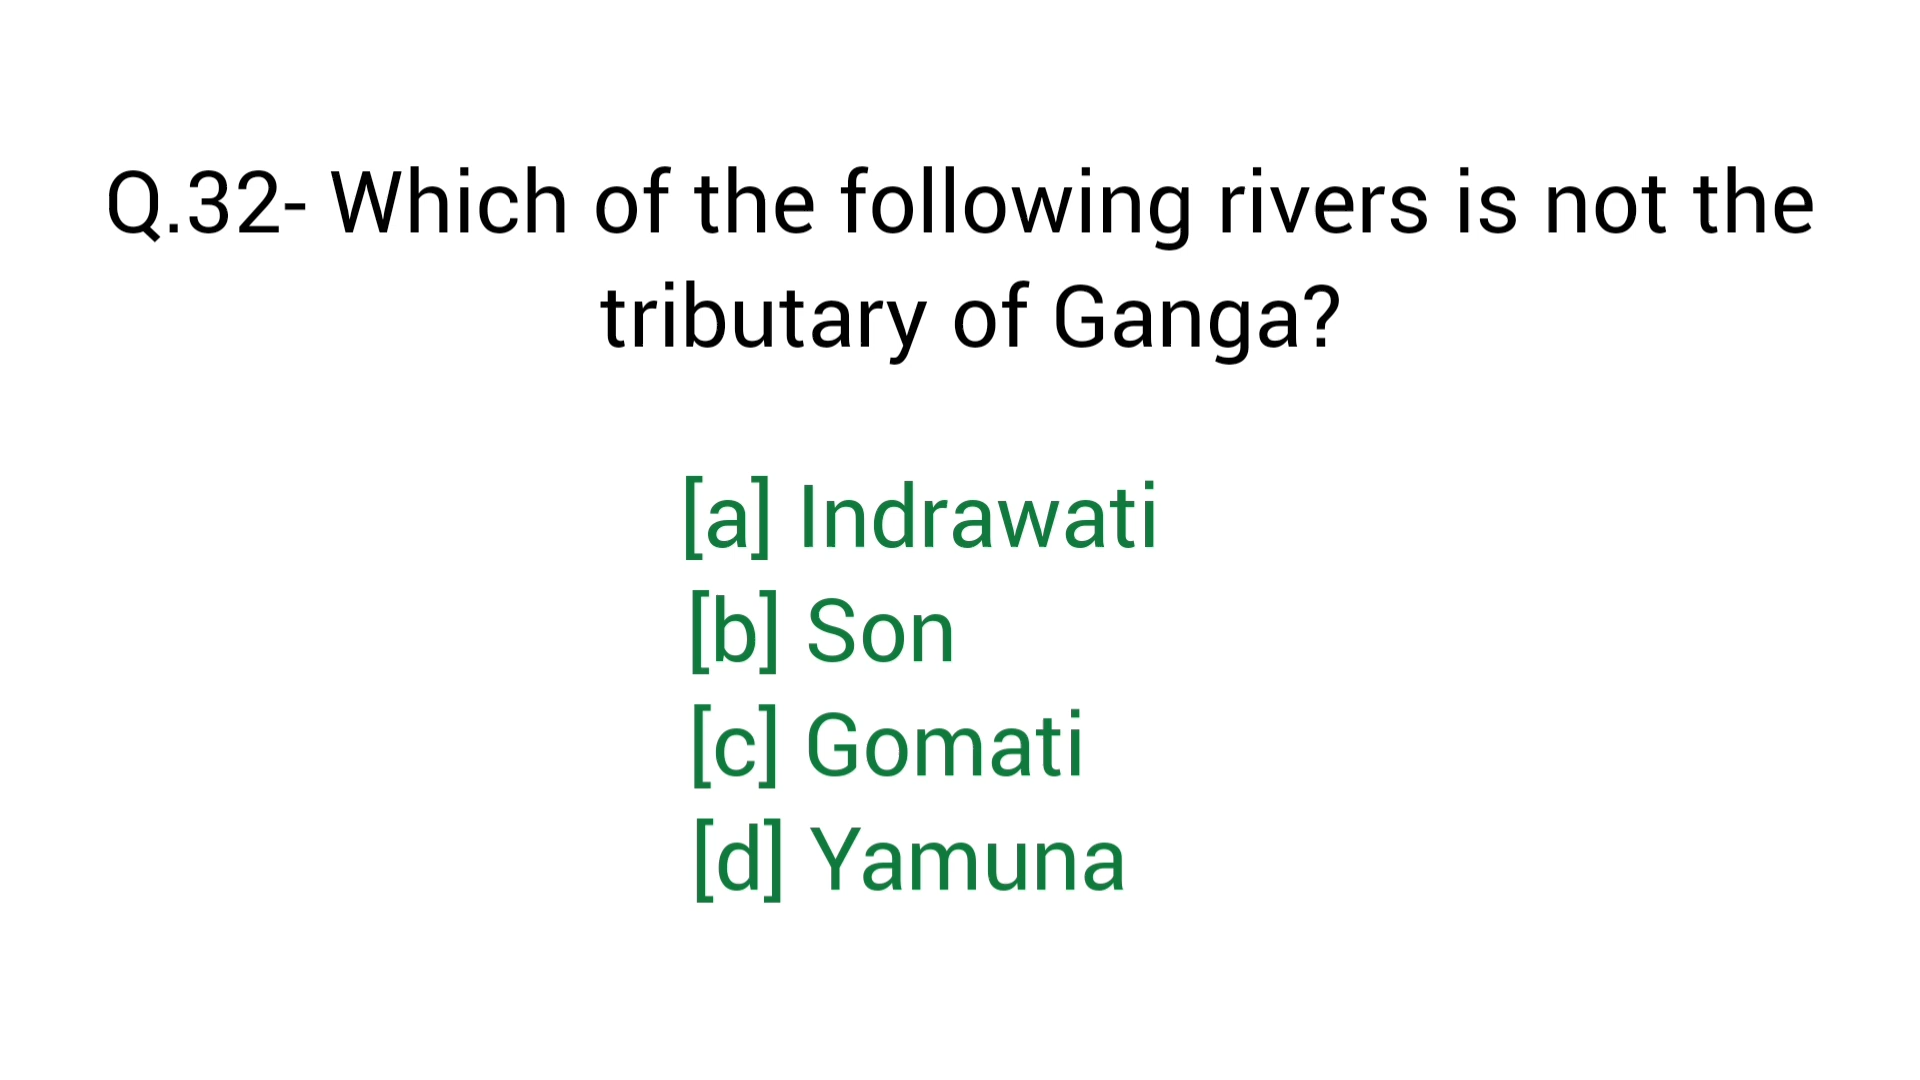 Q.32- Which of the following rivers is not the
tributary of Ganga?
[a] Indrawati
[b] Son
[c] Gomati
[d] Yamuna